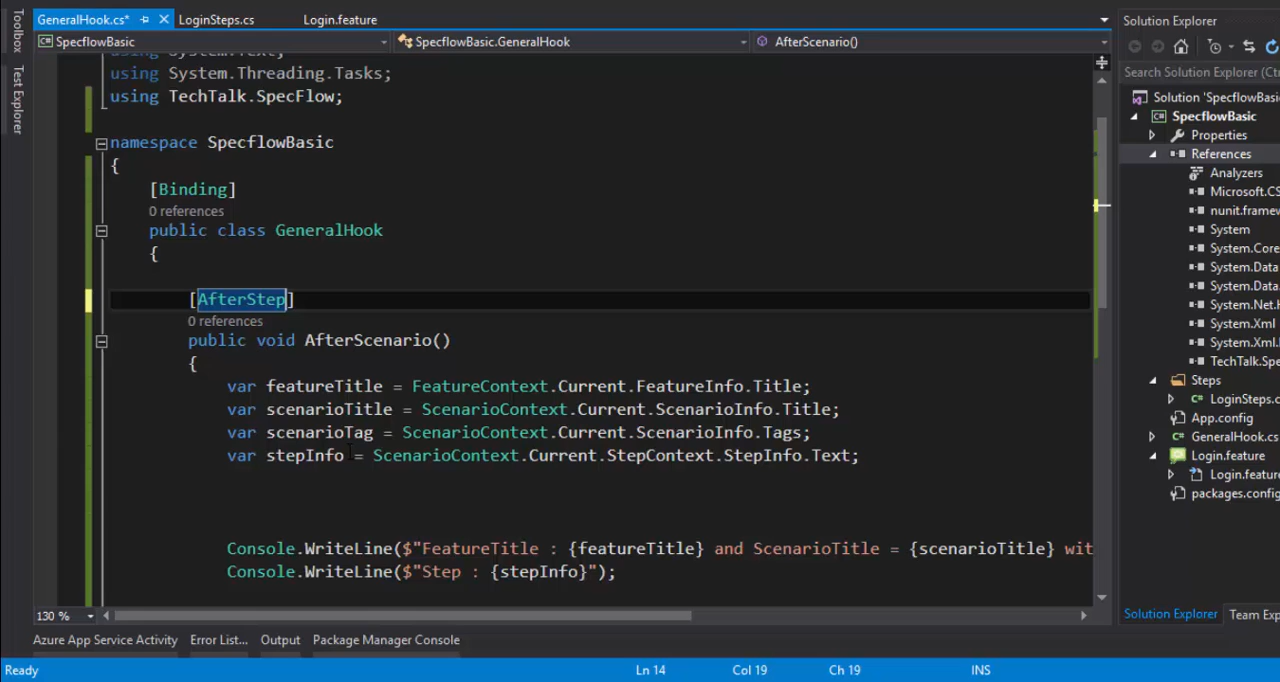 Toolbox
Test Explorer
GeneralHook.cs*
LoginSteps.cs
Login.feature
SpecflowBasic
SpecflowBasic.GeneralHook
AfterScenario()
using System.Text;
using System.Threading.Tasks;
using TechTalk.SpecFlow;
namespace SpecflowBasic
{
[Binding]
0 references
public class GeneralHook
{
[AfterStep]
0 references
public void AfterScenario()
{
var featureTitle = FeatureContext.Current.FeatureInfo.Title;
var scenarioTitle = ScenarioContext.Current.ScenarioInfo.Title;
var scenarioTag = ScenarioContext.Current.ScenarioInfo.Tags;
var stepInfo = ScenarioContext.Current.StepContext.StepInfo.Text;
Console.WriteLine($"FeatureTitle : {featureTitle} and ScenarioTitle = {scenarioTitle} wit
Console.WriteLine($"Step : {stepInfo}");
130 %
Solution Explorer
Search Solution Explorer (Ct
Solution 'SpecflowBasi
SpecflowBasic
Properties
References
Analyzers
Microsoft.CS
nunit.framew
System
System.Core
System.Data
System.Data.
System.Net.H
System.Xml
System.Xml.
TechTalk.Spe
Steps
LoginSteps.c
App.config
GeneralHook.cs
Login.feature
Login.featur
packages.config
Solution Explorer
Team Exp
Azure App Service Activity
Error List...
Output
Package Manager Console
Ready
Ln 14
Col 19
Ch 19
INS